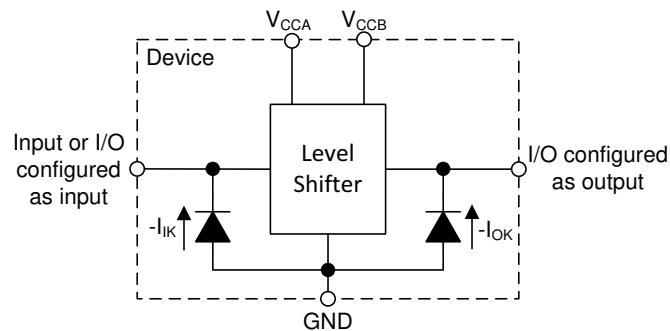 VCCA VCCB
Device
Input or I/O
configured
as input
Level
Shifter
I/O configured
as output
-IIK
-IOK
GND